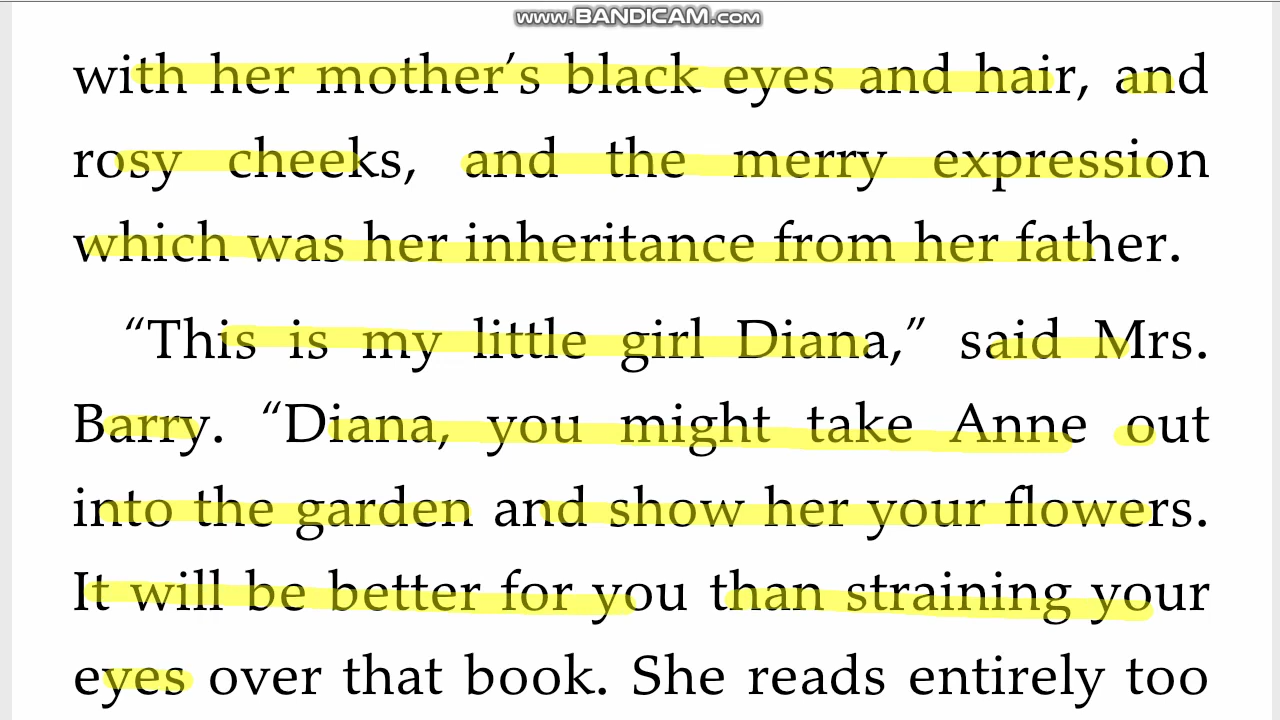 www.BANDICAM.com
with her mother’s black eyes and hair, and
rosy cheeks, and the merry expression
which was her inheritance from her father.
“This is my little girl Diana,” said Mrs.
Barry. “Diana, you might take Anne out
into the garden and show her your flowers.
It will be better for you than straining your
eyes over that book. She reads entirely too